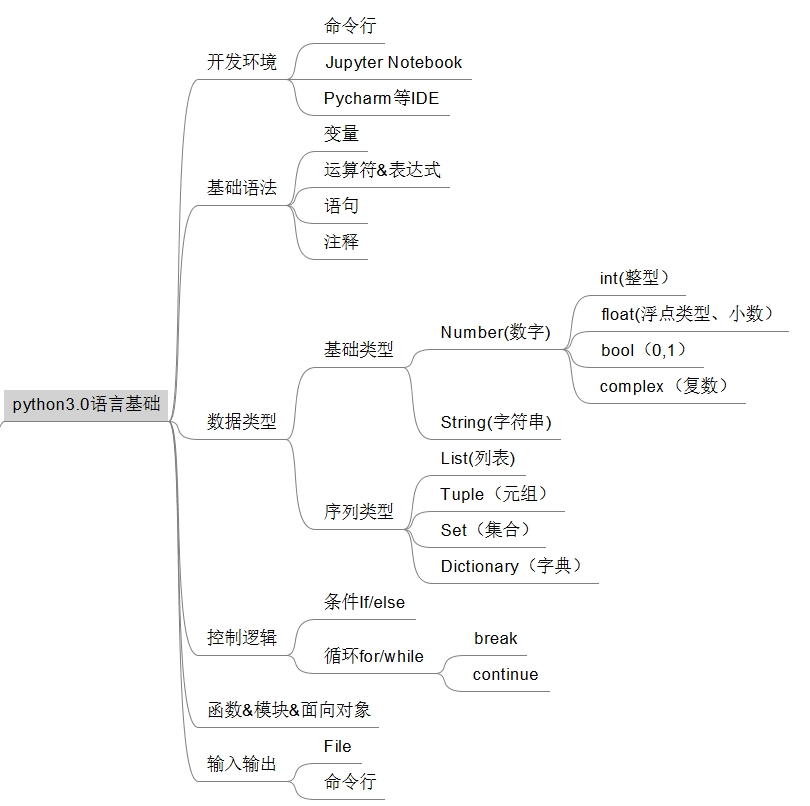 python3.0语言基础
开发环境
命令行
Jupyter Notebook
Pycharm等IDE
基础语法
变量
运算符&表达式
语句
注释
数据类型
基础类型
Number(数字)
int(整型）
float(浮点类型、小数）
bool（0,1）
complex（复数）
String(字符串)
序列类型
List(列表)
Tuple（元组）
Set（集合）
Dictionary（字典）
控制逻辑
条件If/else
循环for/while
break
continue
函数&模块&面向对象
输入输出
File
命令行